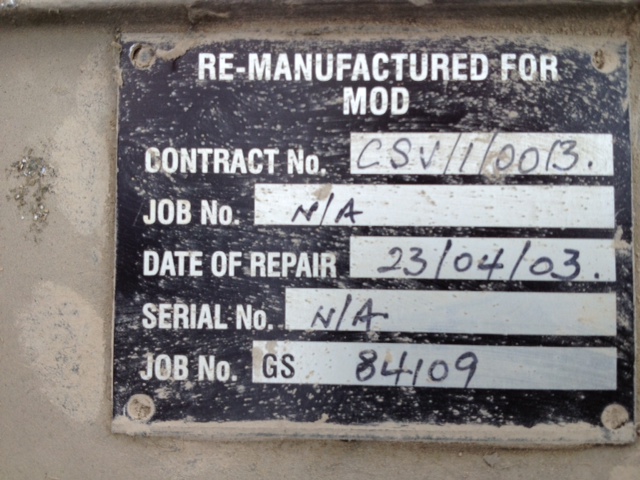 RE-MANUFACTURED FOR
MOD
CONTRACT No. CSV/1/0013.
JOB No. N/A
DATE OF REPAIR 23/04/03.
SERIAL No. N/A
JOB No. GS 84109